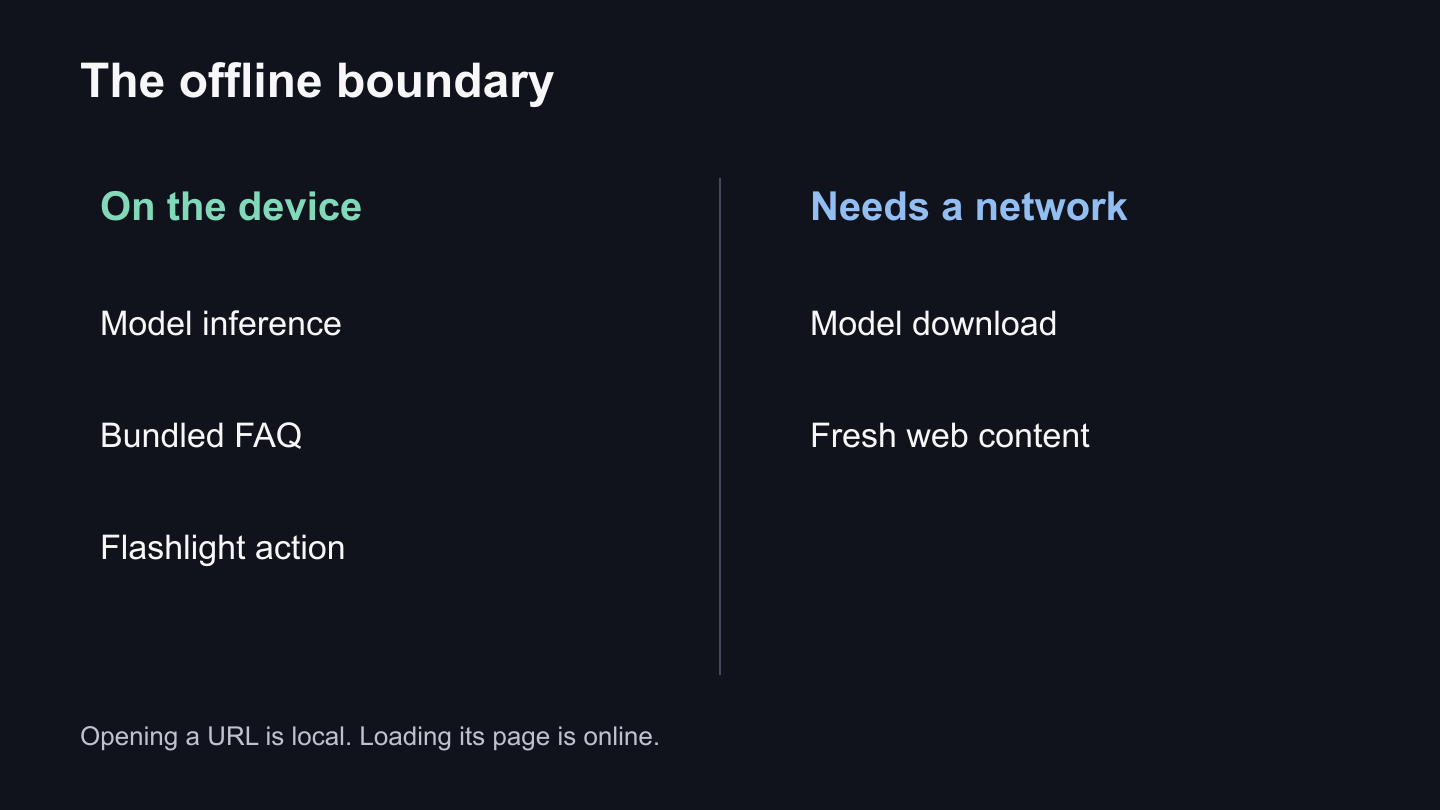 The offline boundary
On the device
Model inference
Bundled FAQ
Flashlight action
Needs a network
Model download
Fresh web content
Opening a URL is local. Loading its page is online.